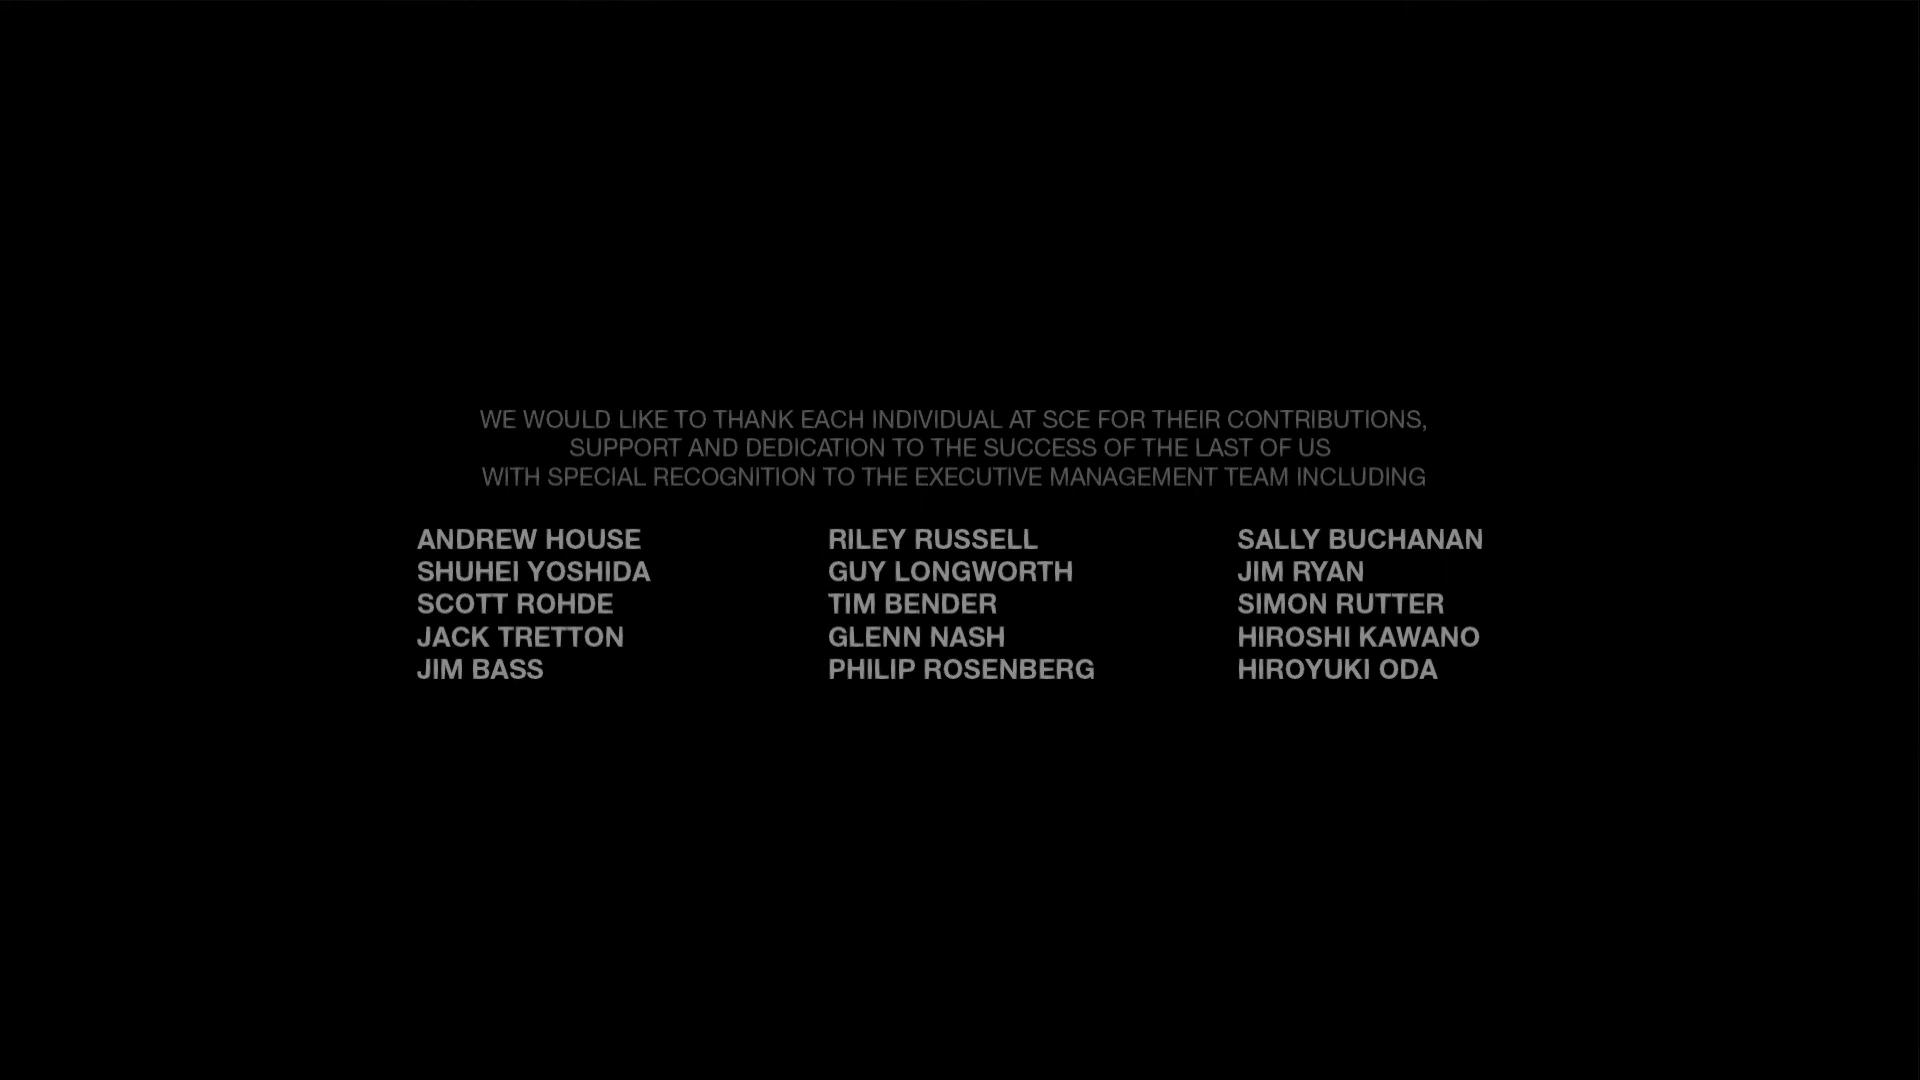 WE WOULD LIKE TO THANK EACH INDIVIDUAL AT SCE FOR THEIR CONTRIBUTIONS,
SUPPORT AND DEDICATION TO THE SUCCESS OF THE LAST OF US
WITH SPECIAL RECOGNITION TO THE EXECUTIVE MANAGEMENT TEAM INCLUDING
ANDREW HOUSE
SHUHEI YOSHIDA
SCOTT ROHDE
JACK TRETTON
JIM BASS
RILEY RUSSELL
GUY LONGWORTH
TIM BENDER
GLENN NASH
PHILIP ROSENBERG
SALLY BUCHANAN
JIM RYAN
SIMON RUTTER
HIROSHI KAWANO
HIROYUKI ODA